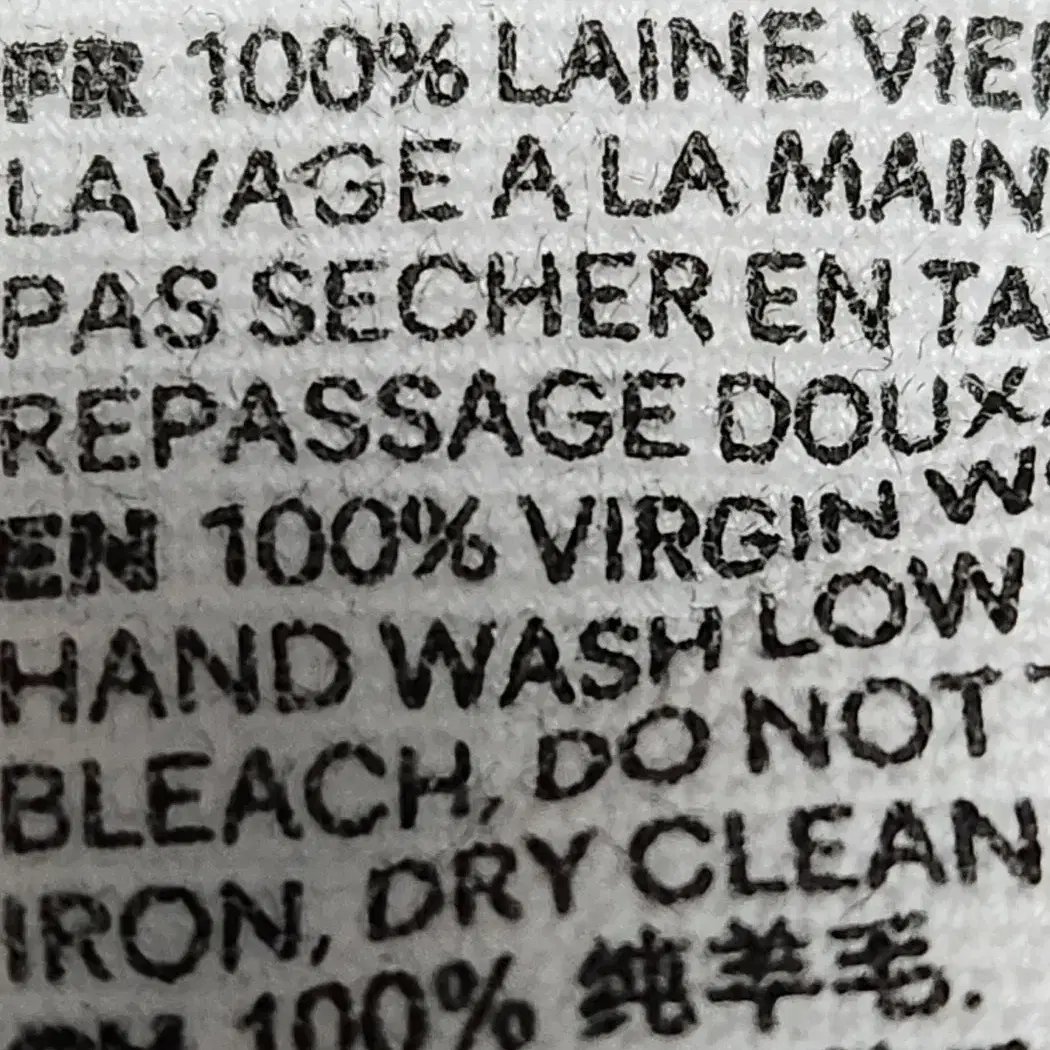 FR 100% LAINE VIE
LAVAGE A LA MAIN
PAS SECHER EN TA
REPASSAGE DOUX.
EN 100% VIRGIN W
HAND WASH LOW
BLEACH, DO NOT T
IRON, DRY CLEAN
100% 纯羊毛.